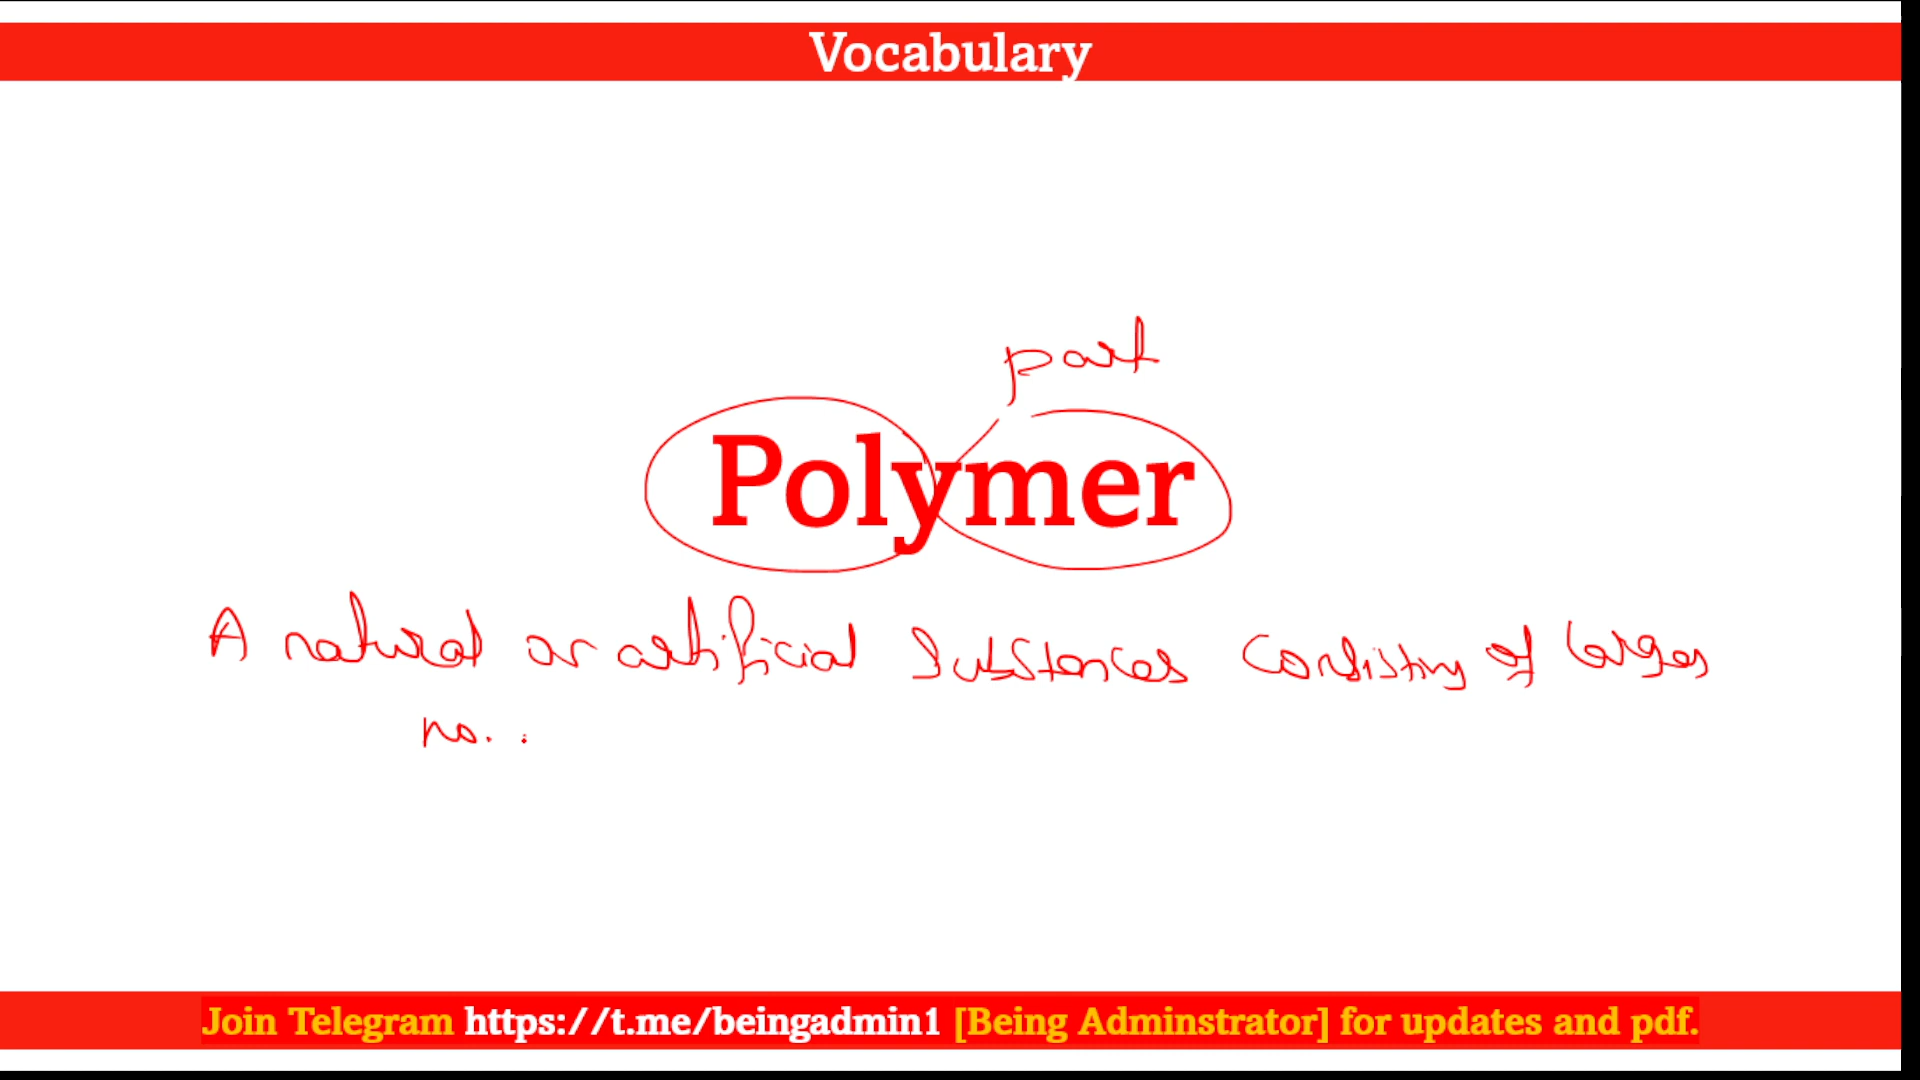 Vocabulary
part
Polymer
A natural or artificial Substances Consisting of larges
no..
Join Telegram https://t.me/beingadmin1 [Being Adminstrator] for updates and pdf.